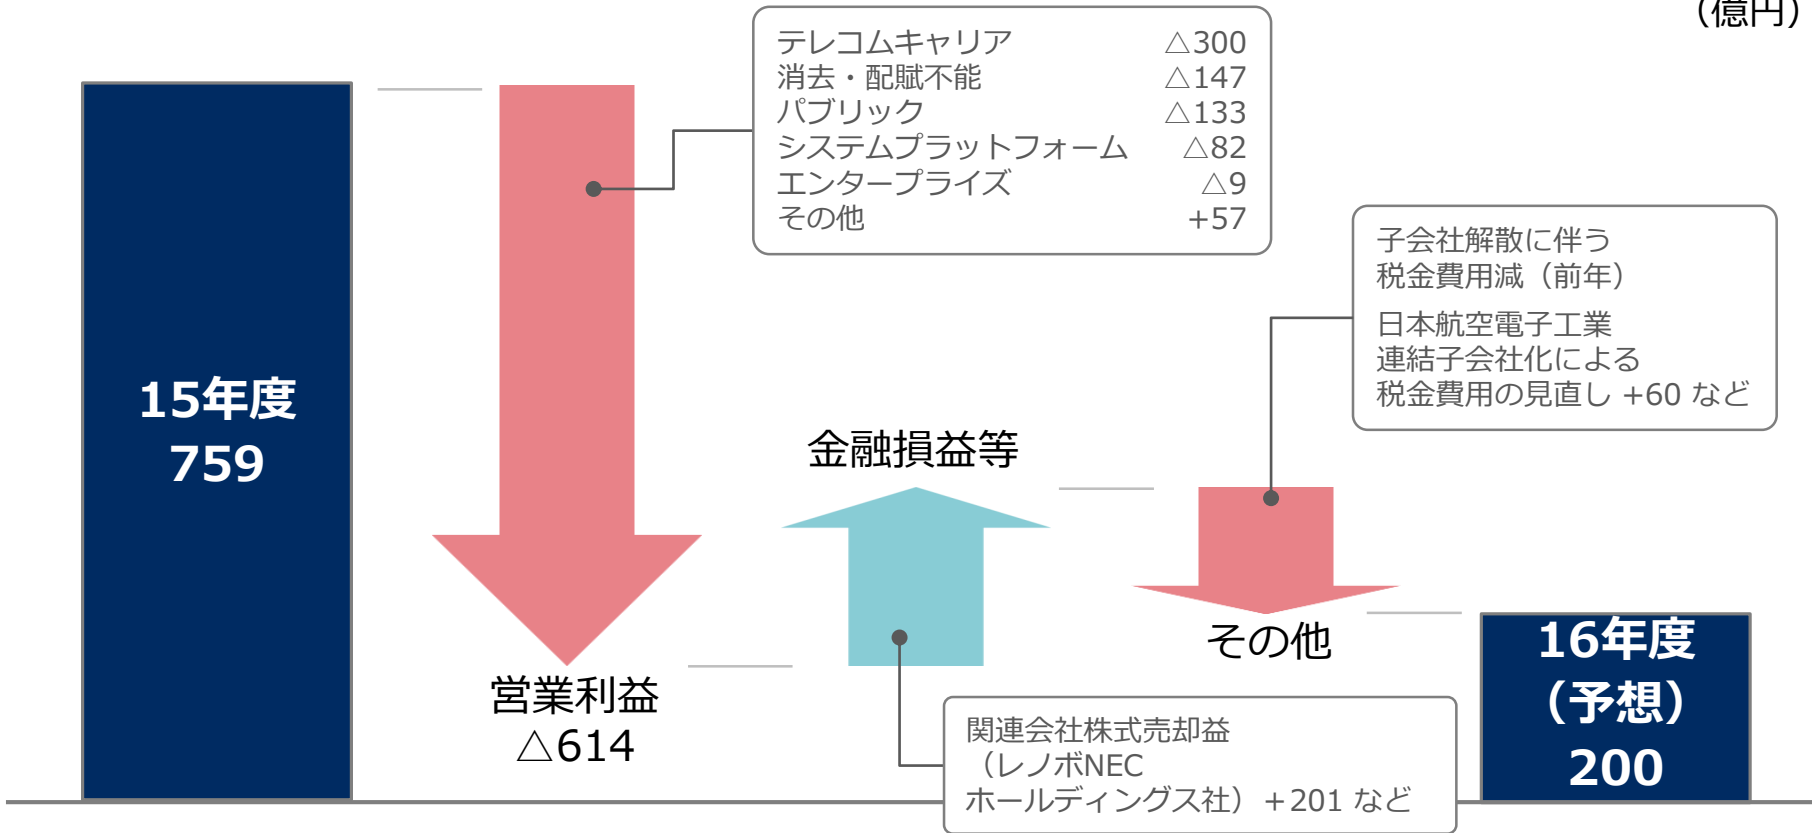 （億円）
テレコムキャリア △300
消去・配賦不能 △147
パブリック △133
システムプラットフォーム △82
エンタープライズ △9
その他 +57
子会社解散に伴う
税金費用減（前年）
日本航空電子工業
連結子会社化による
税金費用の見直し +60 など
15年度
759
金融損益等
営業利益
△614
その他
関連会社株式売却益
（レノボNEC
ホールディングス社）+201 など
16年度
（予想）
200